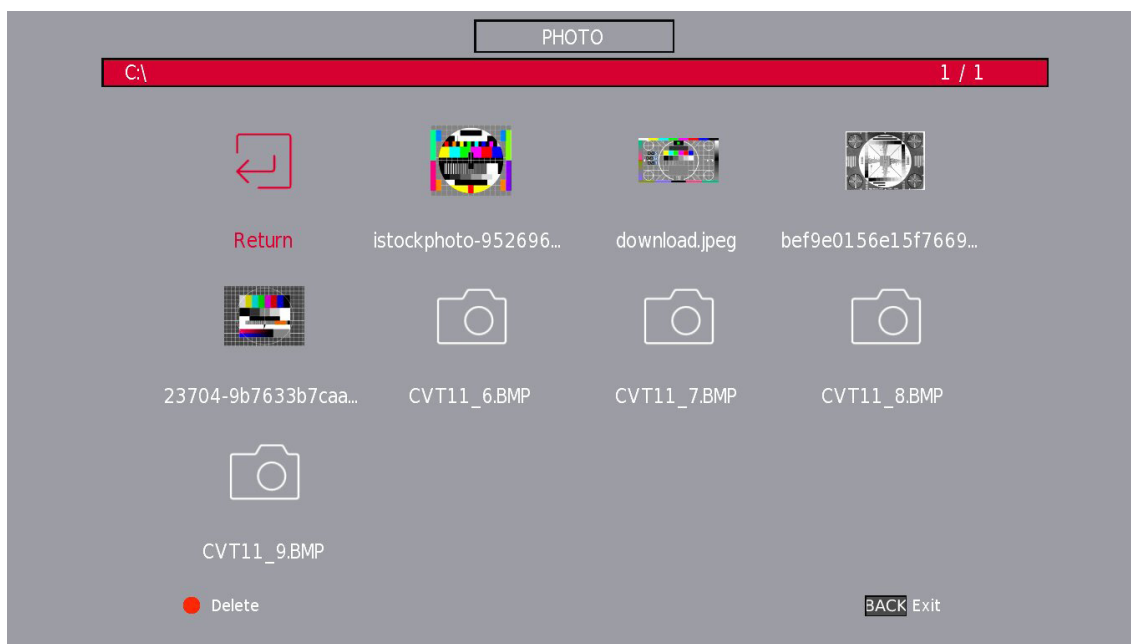 PHOTO
C:\ 1 / 1
Return istockphoto-952696... download.jpeg bef9e0156e15f7669...
23704-9b7633b7caa... CVT11_6.BMP CVT11_7.BMP CVT11_8.BMP
CVT11_9.BMP
Delete BACK Exit